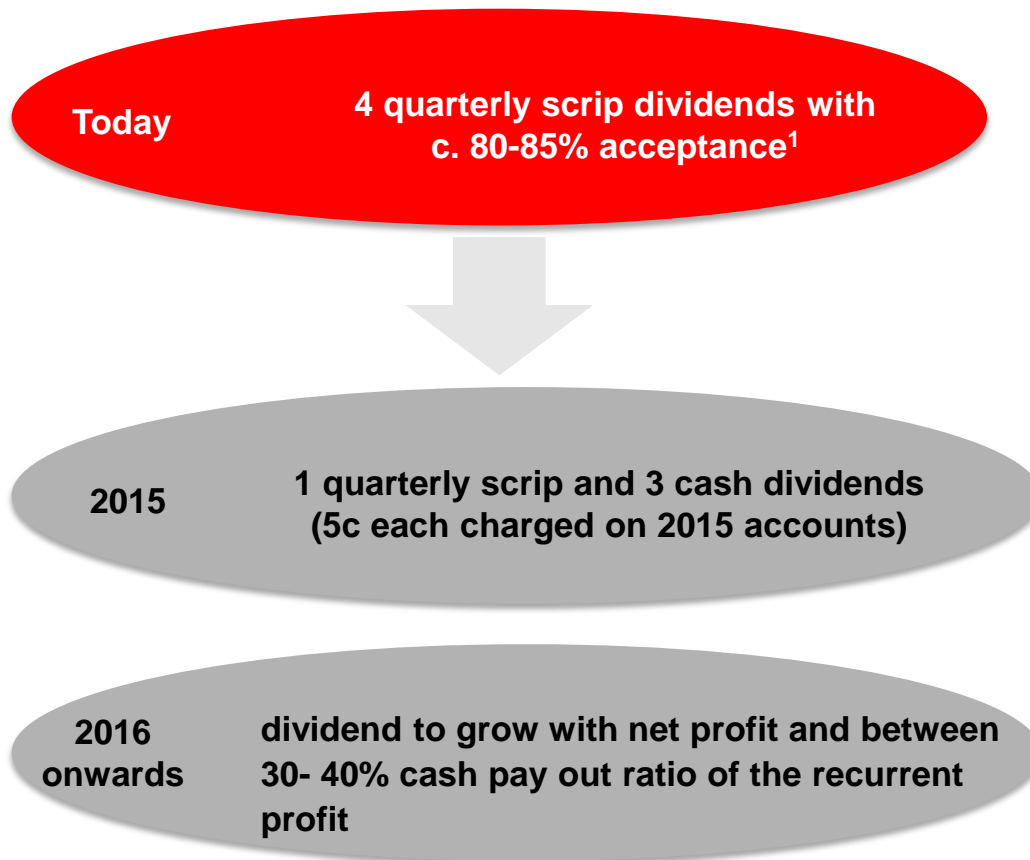 Today
4 quarterly scrip dividends with
c. 80-85% acceptance¹
2015
1 quarterly scrip and 3 cash dividends
(5c each charged on 2015 accounts)
2016
onwards
dividend to grow with net profit and between
30- 40% cash pay out ratio of the recurrent
profit